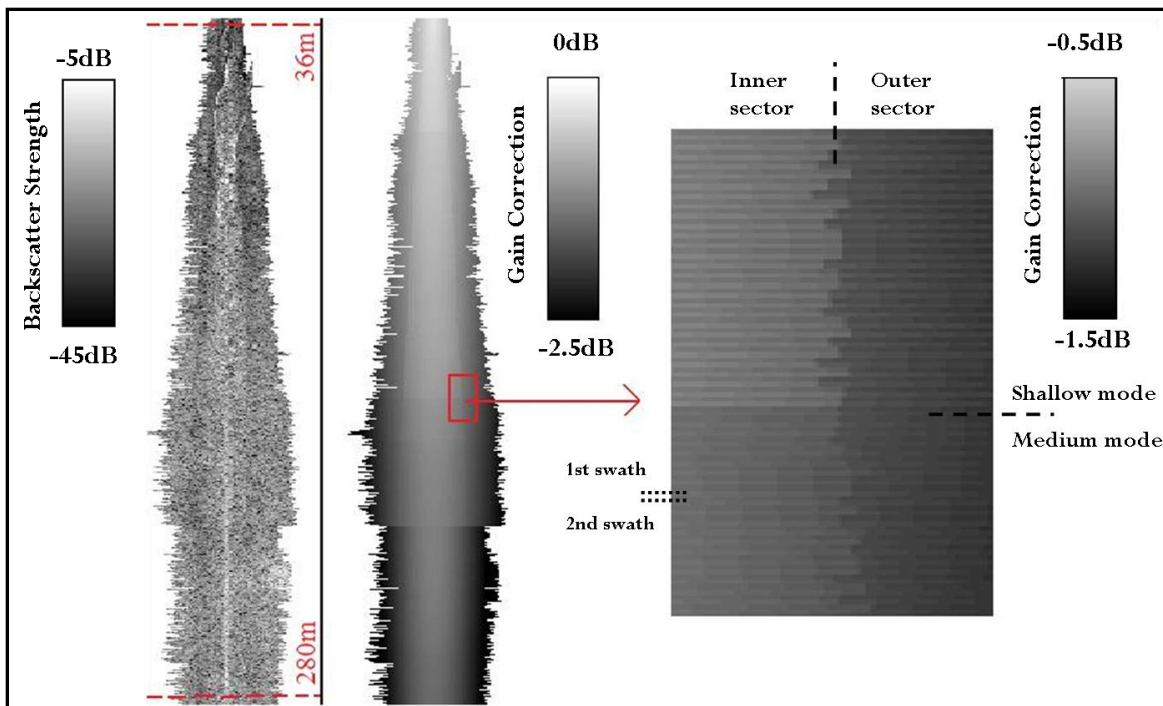 -5dB
Backscatter Strength
-45dB
36m
280m
0dB
Gain Correction
-2.5dB
Inner
sector
Outer
sector
-0.5dB
Gain Correction
-1.5dB
Shallow mode
Medium mode
1st swath
2nd swath